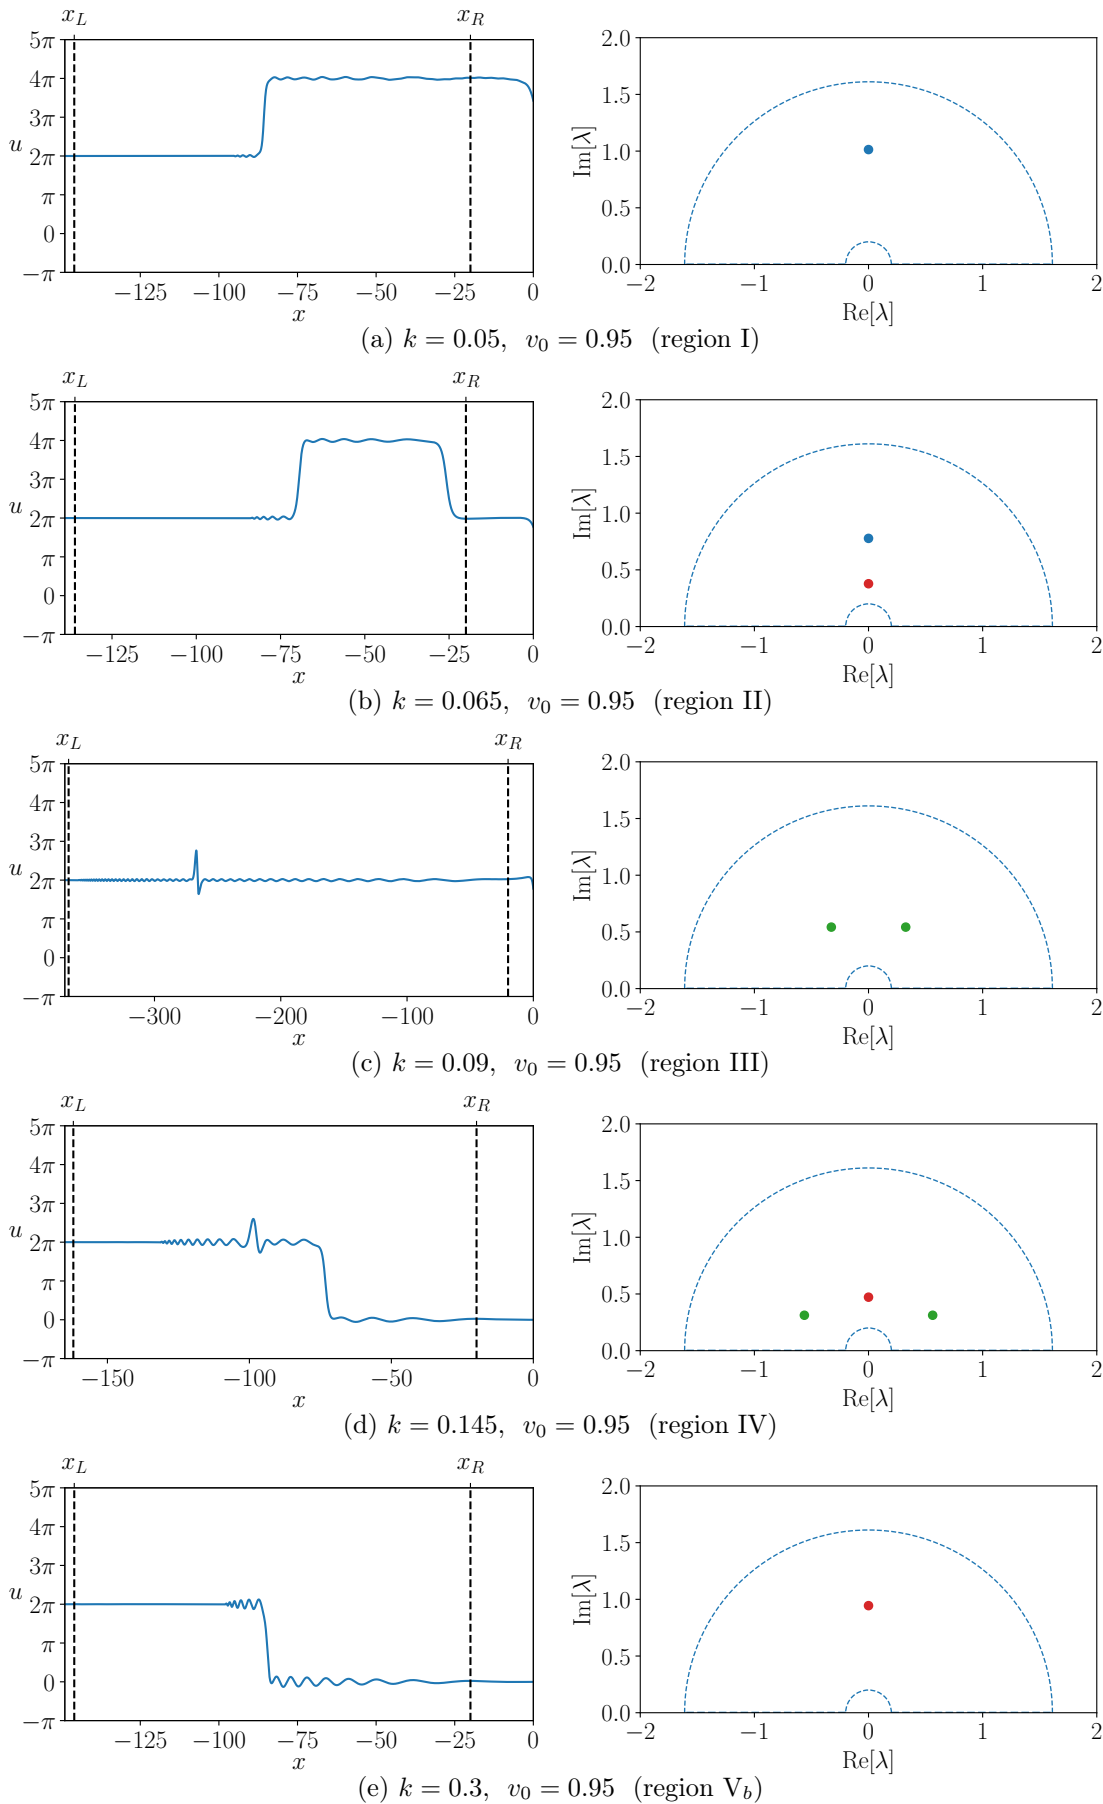 x_L x_R
5π
4π
3π
2π
π
0
−π
u
−125 −100 −75 −50 −25 0
x
2.0
1.5
1.0
0.5
0.0
Im[λ]
−2 −1 0 1 2
Re[λ]
(a) k = 0.05, v_0 = 0.95 (region I)
x_L x_R
5π
4π
3π
2π
π
0
−π
u
−125 −100 −75 −50 −25 0
x
2.0
1.5
1.0
0.5
0.0
Im[λ]
−2 −1 0 1 2
Re[λ]
(b) k = 0.065, v_0 = 0.95 (region II)
x_L x_R
5π
4π
3π
2π
π
0
−π
u
−300 −200 −100 0
x
2.0
1.5
1.0
0.5
0.0
Im[λ]
−2 −1 0 1 2
Re[λ]
(c) k = 0.09, v_0 = 0.95 (region III)
x_L x_R
5π
4π
3π
2π
π
0
−π
u
−150 −100 −50 0
x
2.0
1.5
1.0
0.5
0.0
Im[λ]
−2 −1 0 1 2
Re[λ]
(d) k = 0.145, v_0 = 0.95 (region IV)
x_L x_R
5π
4π
3π
2π
π
0
−π
u
−125 −100 −75 −50 −25 0
x
2.0
1.5
1.0
0.5
0.0
Im[λ]
−2 −1 0 1 2
Re[λ]
(e) k = 0.3, v_0 = 0.95 (region V_b)